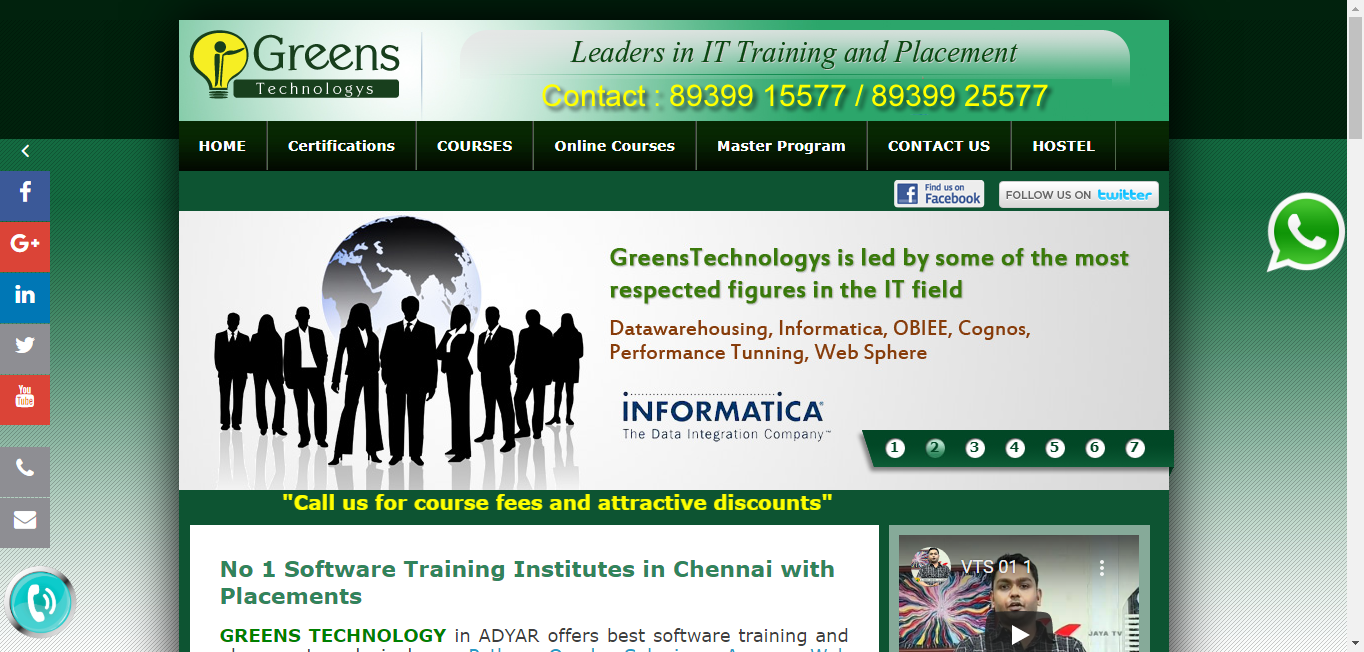 Greens
Technologys
Leaders in IT Training and Placement
Contact : 89399 15577 / 89399 25577
HOME
Certifications
COURSES
Online Courses
Master Program
CONTACT US
HOSTEL
Find us on
Facebook
FOLLOW US ON twitter
G+
in
You
Tube
GreensTechnologys is led by some of the most
respected figures in the IT field
Datawarehousing, Informatica, OBIEE, Cognos,
Performance Tunning, Web Sphere
INFORMATICA®
The Data Integration Company™
1 2 3 4 5 6 7
"Call us for course fees and attractive discounts"
No 1 Software Training Institutes in Chennai with
Placements
GREENS TECHNOLOGY in ADYAR offers best software training and
VTS 01 1
JAYA TV